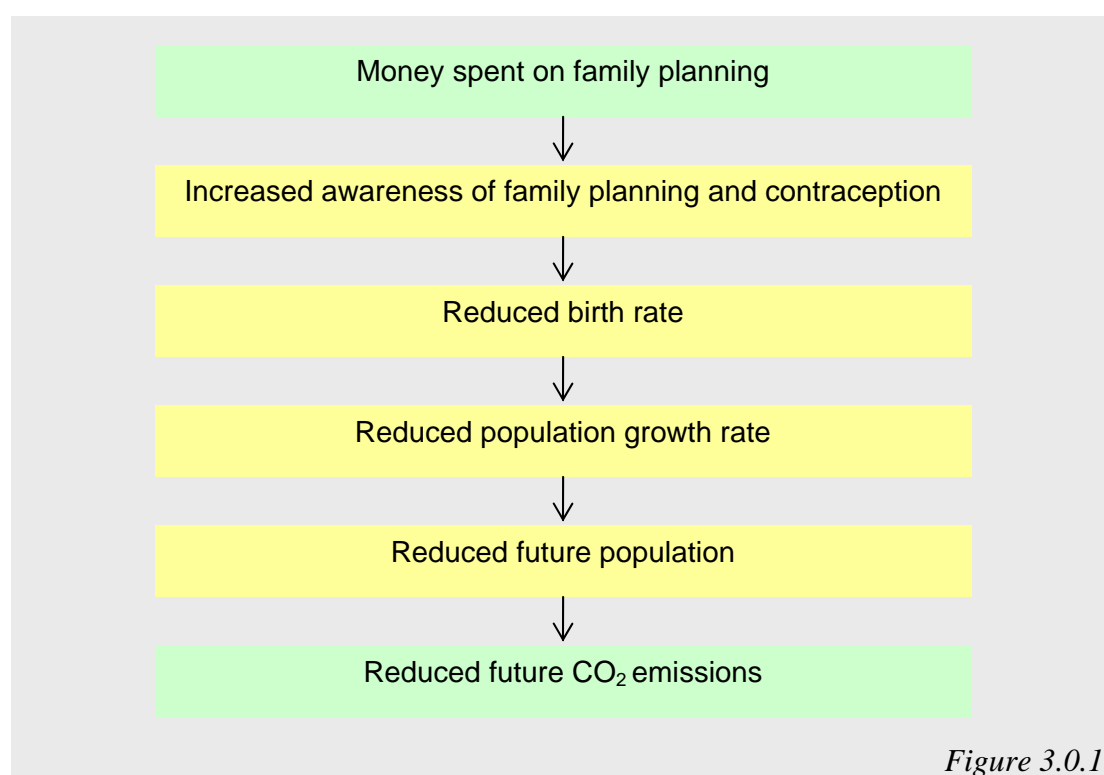 Money spent on family planning
Increased awareness of family planning and contraception
Reduced birth rate
Reduced population growth rate
Reduced future population
Reduced future CO₂ emissions
Figure 3.0.1